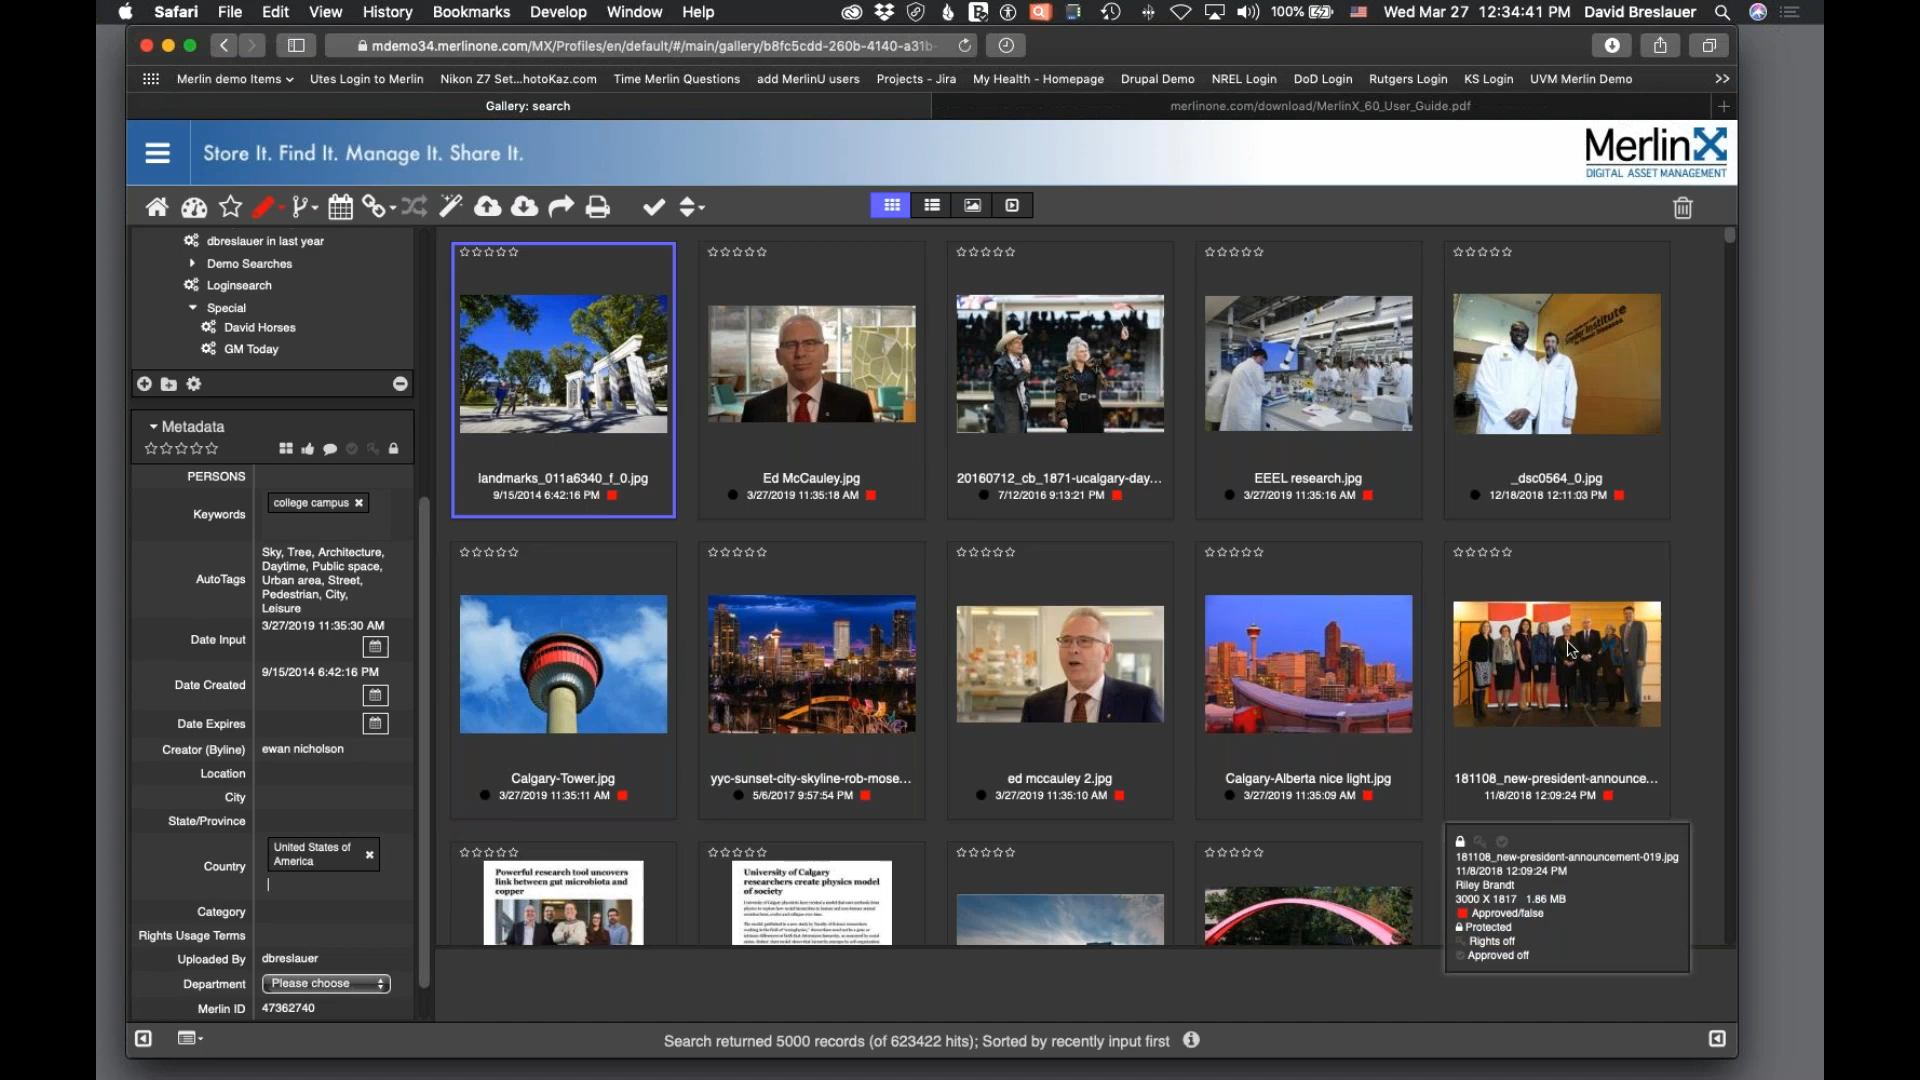 Safari File Edit View History Bookmarks Develop Window Help 100% Wed Mar 27 12:34:41 PM David Breslauer
mdemo34.merlinone.com/MX/Profiles/en/default/#/main/gallery/b8fc5cdd-260b-4140-a31b-
Merlin demo Items Utes Login to Merlin Nikon Z7 Set...hotoKaz.com Time Merlin Questions add MerlinU users Projects - Jira My Health - Homepage Drupal Demo NREL Login DoD Login Rutgers Login KS Login UVM Merlin Demo
Gallery: search merlinone.com/download/MerlinX_60_User_Guide.pdf
Store It. Find It. Manage It. Share It.
MerlinX
DIGITAL ASSET MANAGEMENT
dbreslauer in last year
Demo Searches
Loginsearch
Special
David Horses
GM Today
Metadata
PERSONS
Keywords college campus
AutoTags Sky, Tree, Architecture,
Daytime, Public space,
Urban area, Street,
Pedestrian, City,
Leisure
Date Input 3/27/2019 11:35:30 AM
Date Created 9/15/2014 6:42:16 PM
Date Expires
Creator (Byline) ewan nicholson
Location
City
State/Province
Country United States of
America
Category
Rights Usage Terms
Uploaded By dbreslauer
Department Please choose
Merlin ID 47362740
landmarks_011a6340_f_0.jpg
9/15/2014 6:42:16 PM
Ed McCauley.jpg
3/27/2019 11:35:18 AM
20160712_cb_1871-ucalgary-day...
7/12/2016 9:13:21 PM
EEEL research.jpg
3/27/2019 11:35:16 AM
_dsc0564_0.jpg
12/18/2018 12:11:03 PM
Calgary-Tower.jpg
3/27/2019 11:35:11 AM
yyc-sunset-city-skyline-rob-mose...
5/6/2017 9:57:54 PM
ed mccauley 2.jpg
3/27/2019 11:35:10 AM
Calgary-Alberta nice light.jpg
3/27/2019 11:35:09 AM
181108_new-president-announce...
11/8/2018 12:09:24 PM
Powerful research tool uncovers
link between gut microbiota and
copper
University of Calgary
researchers create physics model
of society
181108_new-president-announcement-019.jpg
11/8/2018 12:09:24 PM
Riley Brandt
3000 X 1817 1.86 MB
Approved/false
Protected
Rights off
Approved off
Search returned 5000 records (of 623422 hits); Sorted by recently input first